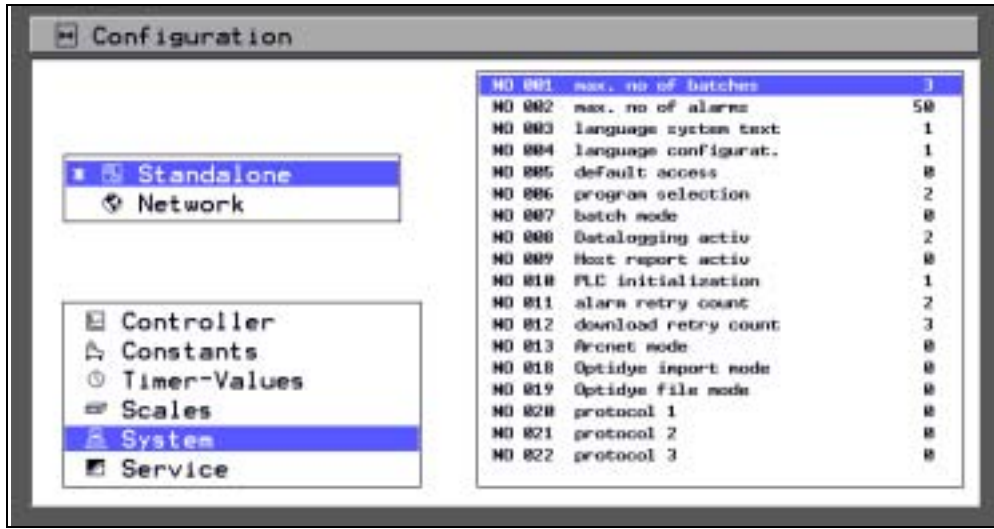 Configuration
Standalone
Network
Controller
Constants
Timer-Values
Scales
System
Service
NO 001 max. no of batches 3
NO 002 max. no of alarms 50
NO 003 language system text 1
NO 004 language configurat. 1
NO 005 default access 0
NO 006 program selection 2
NO 007 batch mode 0
NO 008 Datalogging activ 2
NO 009 Host report activ 0
NO 010 PLC initialization 1
NO 011 alarm retry count 2
NO 012 download retry count 3
NO 013 Arcnet mode 0
NO 018 Optidye import mode 0
NO 019 Optidye file mode 0
NO 020 protocol 1 0
NO 021 protocol 2 0
NO 022 protocol 3 0